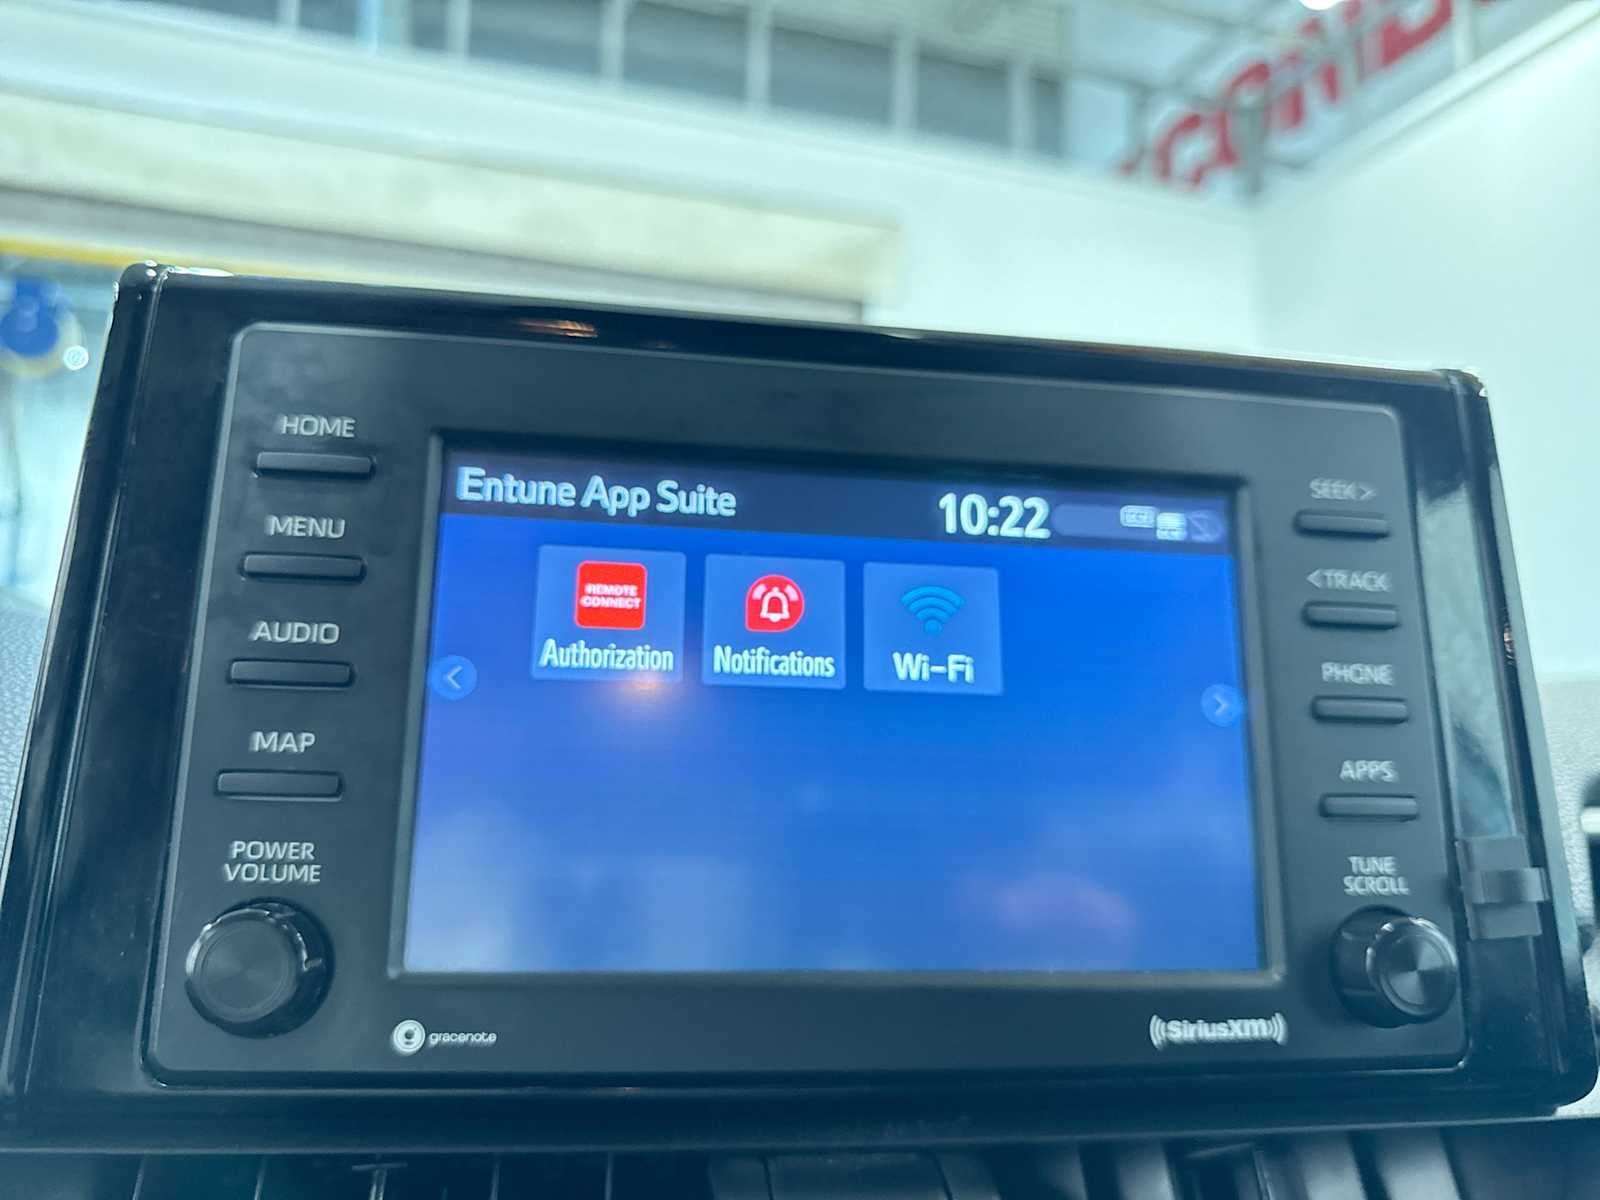 HOME
MENU
AUDIO
MAP
POWER
VOLUME
Entune App Suite
10:22
REMOTE
CONNECT
Authorization
Notifications
Wi-Fi
SEEK >
< TRACK
PHONE
APPS
TUNE
SCROLL
gracenote
SiriusXM